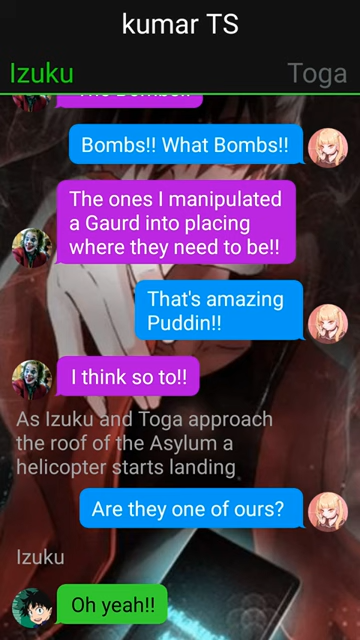 kumar TS
Izuku Toga
Bombs!! What Bombs!!
The ones I manipulated
a Gaurd into placing
where they need to be!!
That's amazing
Puddin!!
I think so to!!
As Izuku and Toga approach
the roof of the Asylum a
helicopter starts landing
Are they one of ours?
Izuku
Oh yeah!!